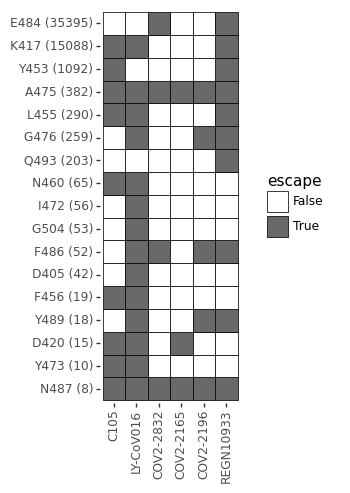 E484 (35395)
K417 (15088)
Y453 (1092)
A475 (382)
L455 (290)
G476 (259)
Q493 (203)
N460 (65)
I472 (56)
G504 (53)
F486 (52)
D405 (42)
F456 (19)
Y489 (18)
D420 (15)
Y473 (10)
N487 (8)
C105
LY-CoV016
COV2-2832
COV2-2165
COV2-2196
REGN10933
escape
False
True